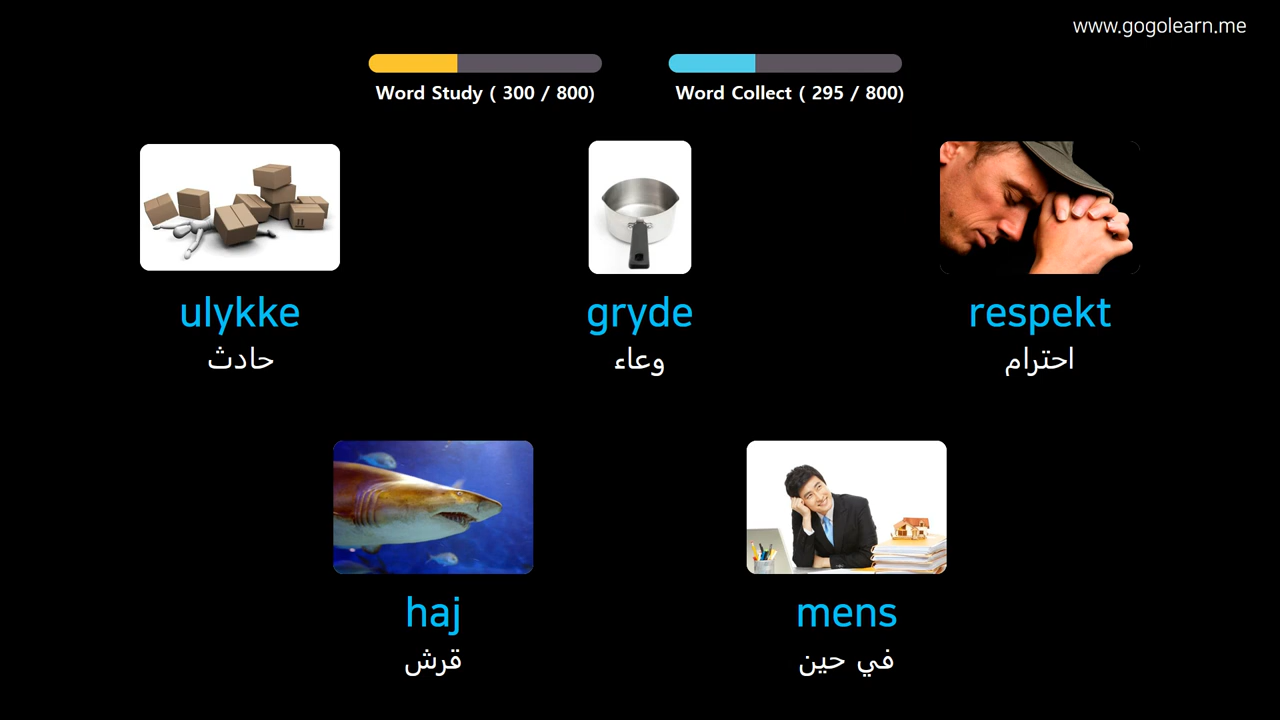 www.gogolearn.me
Word Study ( 300 / 800)
Word Collect ( 295 / 800)
ulykke
حادث
gryde
وعاء
respekt
احترام
haj
قرش
mens
في حين